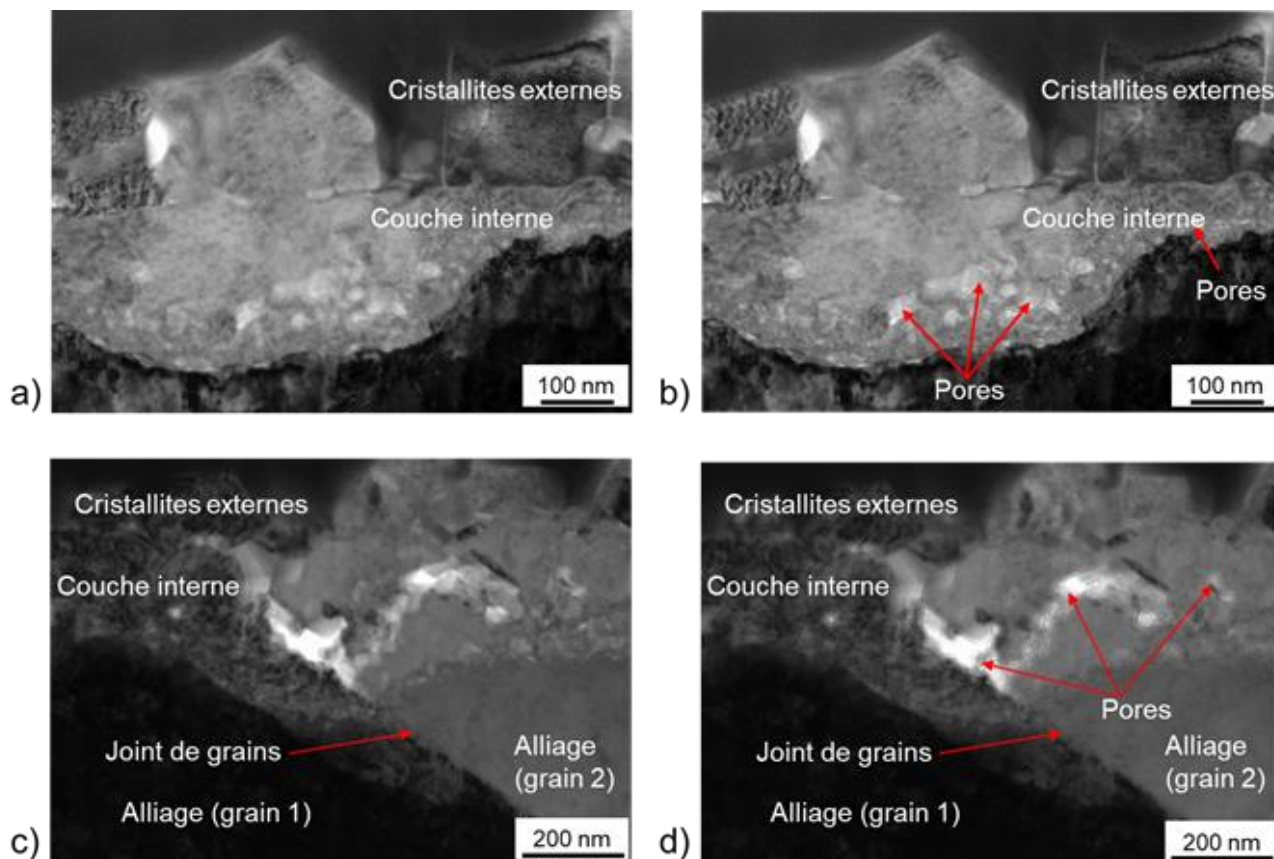 Cristallites externes
Couche interne
100 nm
a)
Cristallites externes
Couche interne
Pores
Pores
100 nm
b)
Cristallites externes
Couche interne
Joint de grains
Alliage
(grain 2)
Alliage (grain 1)
200 nm
c)
Cristallites externes
Couche interne
Pores
Joint de grains
Alliage
(grain 2)
Alliage (grain 1)
200 nm
d)